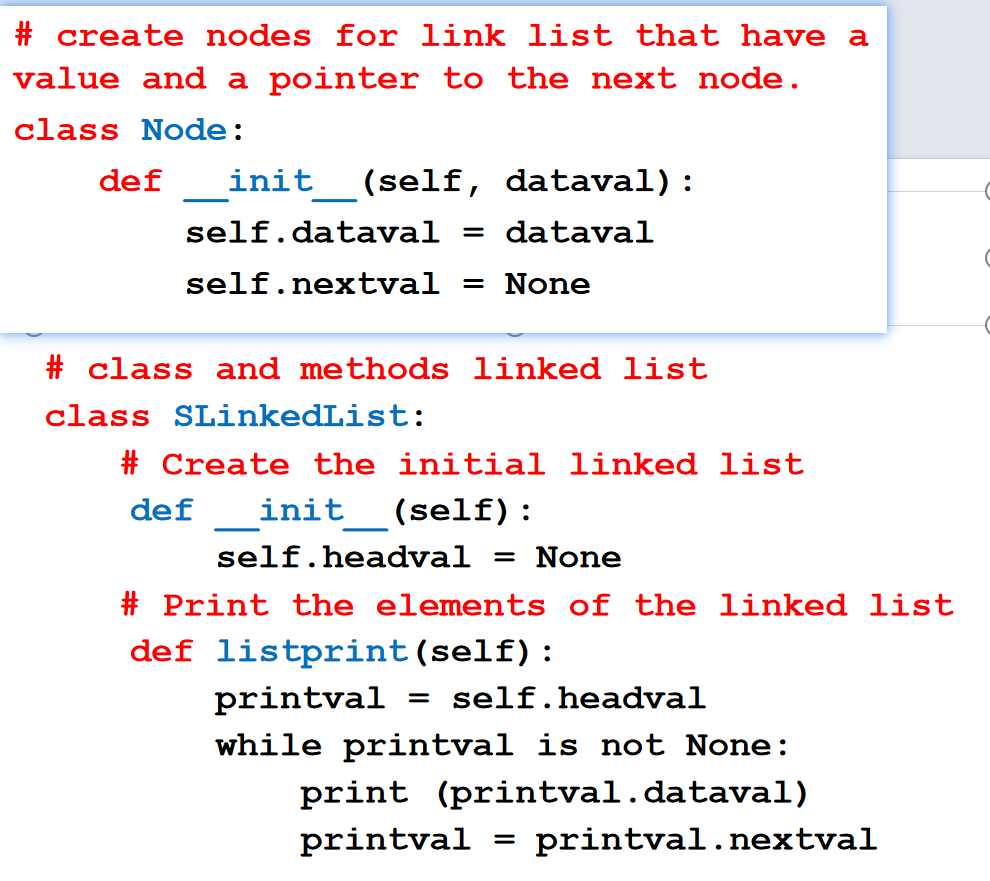 # create nodes for link list that have a
value and a pointer to the next node.
class Node:
    def __init__(self, dataval):
        self.dataval = dataval
        self.nextval = None
# class and methods linked list
class SLinkedList:
    # Create the initial linked list
    def __init__(self):
        self.headval = None
    # Print the elements of the linked list
    def listprint(self):
        printval = self.headval
        while printval is not None:
            print (printval.dataval)
            printval = printval.nextval